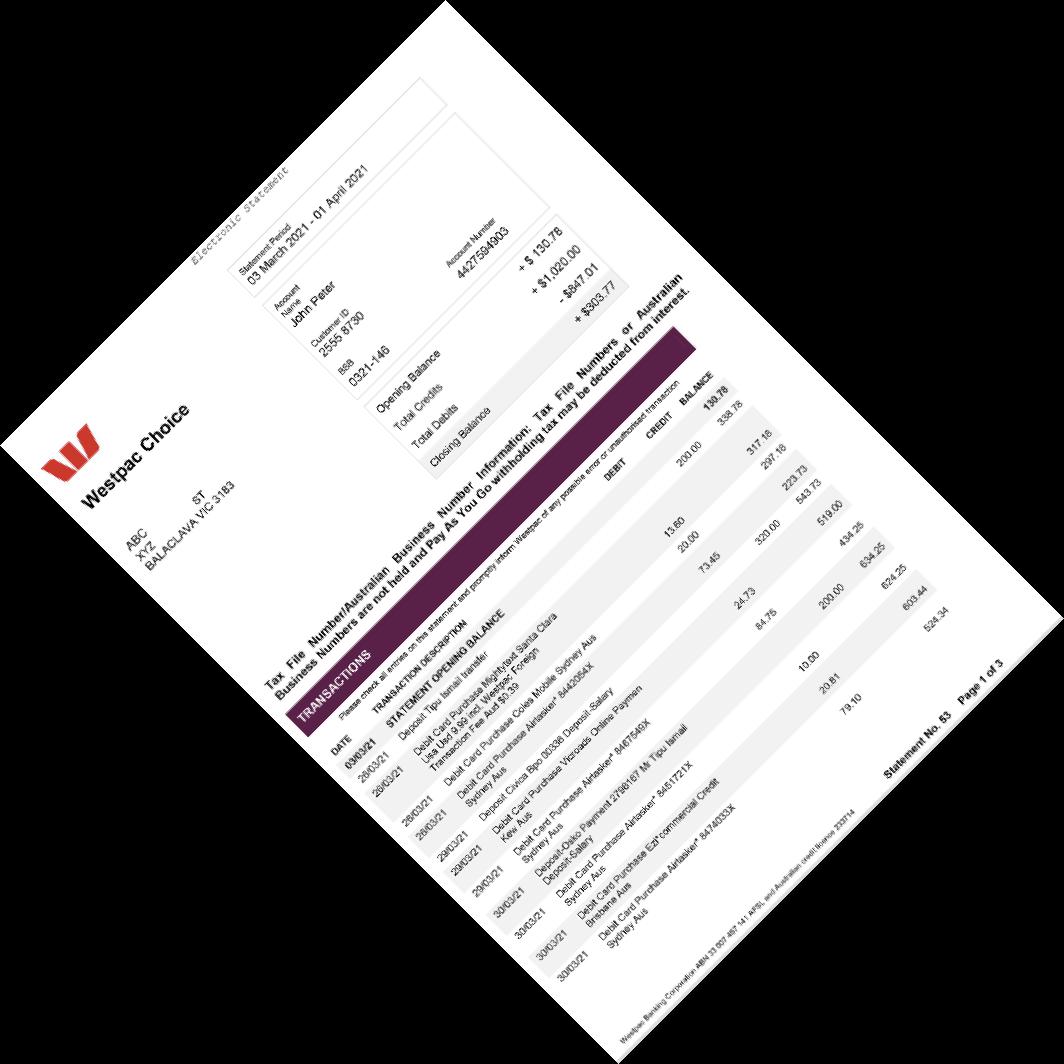 Electronic Statement
Westpac Choice
Statement Period
03 March 2021 - 01 April 2021
Account
Name
John Peter
Customer ID
2555 8730
BSB
0321-146
Account Number
4427594903
ABC
XYZ ST
BALACLAVA VIC 3183
Opening Balance + $ 130.78
Total Credits + $1,020.00
Total Debits - $847.01
Closing Balance + $303.77
Tax File Number/Australian Business Number Information: Tax File Numbers or Australian
Business Numbers are not held and Pay As You Go withholding tax may be deducted from interest.
TRANSACTIONS
Please check all entries on this statement and promptly inform Westpac of any possible error or unauthorised transaction
DATE TRANSACTION DESCRIPTION DEBIT CREDIT BALANCE
03/03/21 STATEMENT OPENING BALANCE 130.78
26/03/21 Deposit Tipu Ismail transfer 200.00 338.78
26/03/21 Debit Card Purchase Mightytext Santa Clara
Usa Usd 9.99 incl. Westpac Foreign
Transaction Fee Aud $0.39 13.60 317.18
26/03/21 Debit Card Purchase Coles Mobile Sydney Aus 20.00 297.18
26/03/21 Debit Card Purchase Airtasker* 8442054X
Sydney Aus 73.45 223.73
29/03/21 Deposit Civica Bpo 00336 Deposit-Salary 320.00 543.73
29/03/21 Debit Card Purchase Vicroads Online Paymen
Kew Aus 24.73 519.00
29/03/21 Debit Card Purchase Airtasker* 8467549X
Sydney Aus 84.75 434.25
30/03/21 Deposit-Osko Payment 2798167 Mr Tipu Ismail
Deposit-Salary 200.00 634.25
30/03/21 Debit Card Purchase Airtasker* 8451721X
Sydney Aus 10.00 624.25
30/03/21 Debit Card Purchase Ezi*commercial Credit
Brisbane Aus 20.81 603.44
30/03/21 Debit Card Purchase Airtasker* 8474033X
Sydney Aus 79.10 524.34
Statement No. 53 Page 1 of 3
Westpac Banking Corporation ABN 33 007 457 141 AFSL and Australian credit licence 233714